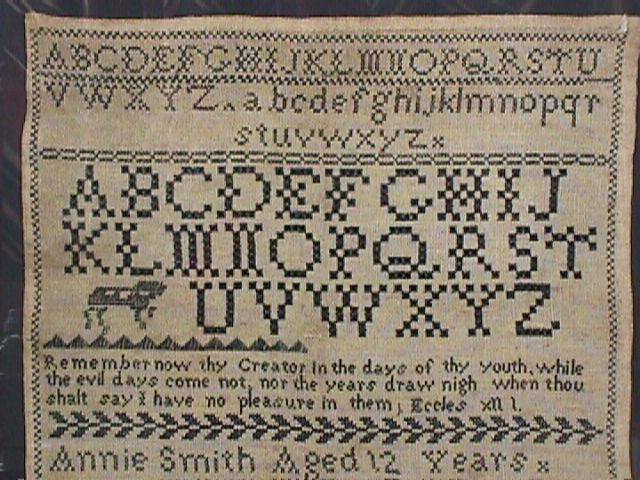 ABCDEFGHIJKLMNOPQRSTU
VWXYZ.abcdefghijklmnopqr
stuvwxyzx
ABCDEFGHIJ
KLMNOPQRST
UVWXYZ
Remember now thy Creator in the days of thy youth, while
the evil days come not, nor the years draw nigh when thou
shalt say I have no pleasure in them; Eccles XII 1.
Annie Smith Aged 12 Years x